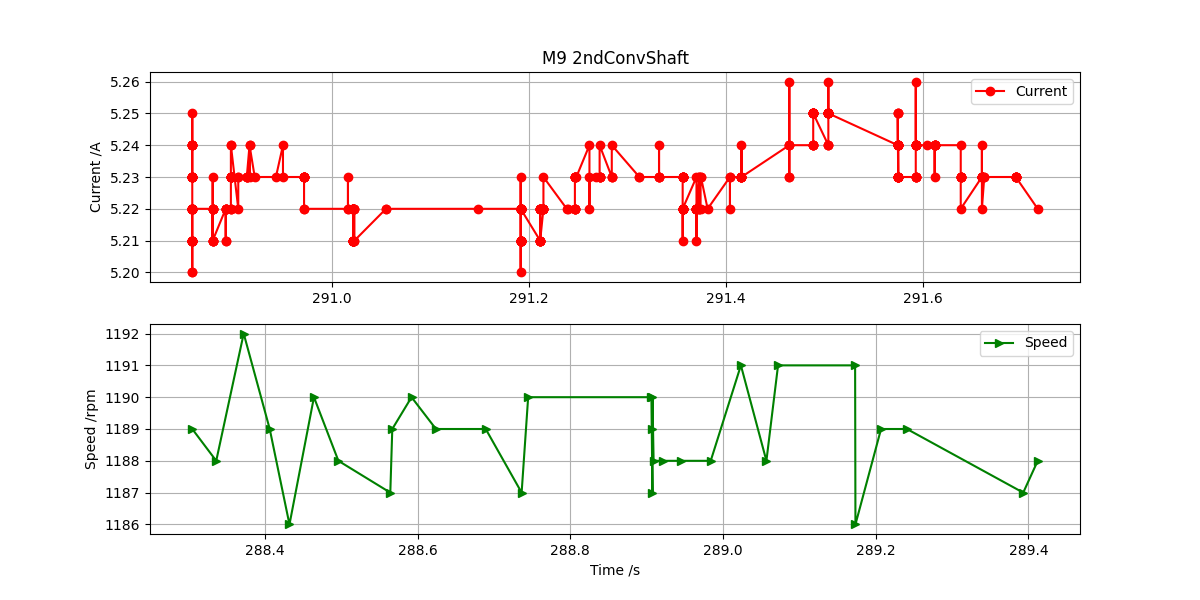 M9 2ndConvShaft
Current /A
5.26
5.25
5.24
5.23
5.22
5.21
5.20
Current
291.0 291.2 291.4 291.6
Speed /rpm
1192
1191
1190
1189
1188
1187
1186
Speed
288.4 288.6 288.8 289.0 289.2 289.4
Time /s